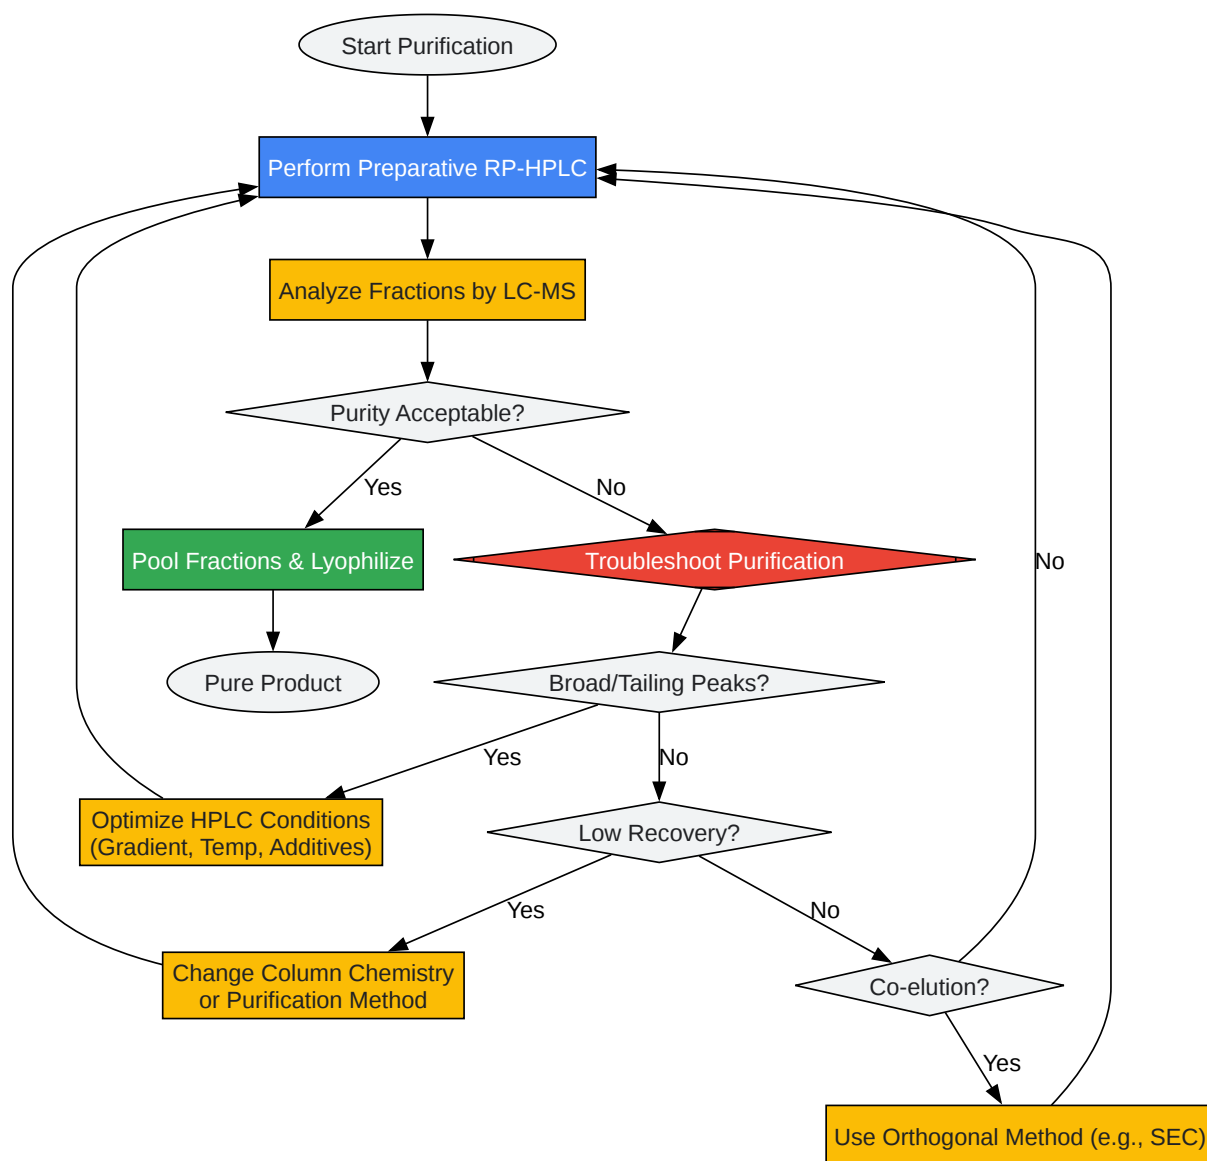 Start Purification
Perform Preparative RP-HPLC
Analyze Fractions by LC-MS
Purity Acceptable?
Yes
No
Pool Fractions & Lyophilize
Troubleshoot Purification
No
Pure Product
Broad/Tailing Peaks?
Yes
No
Optimize HPLC Conditions
(Gradient, Temp, Additives)
Low Recovery?
Yes
No
Change Column Chemistry
or Purification Method
Co-elution?
Yes
Use Orthogonal Method (e.g., SEC)